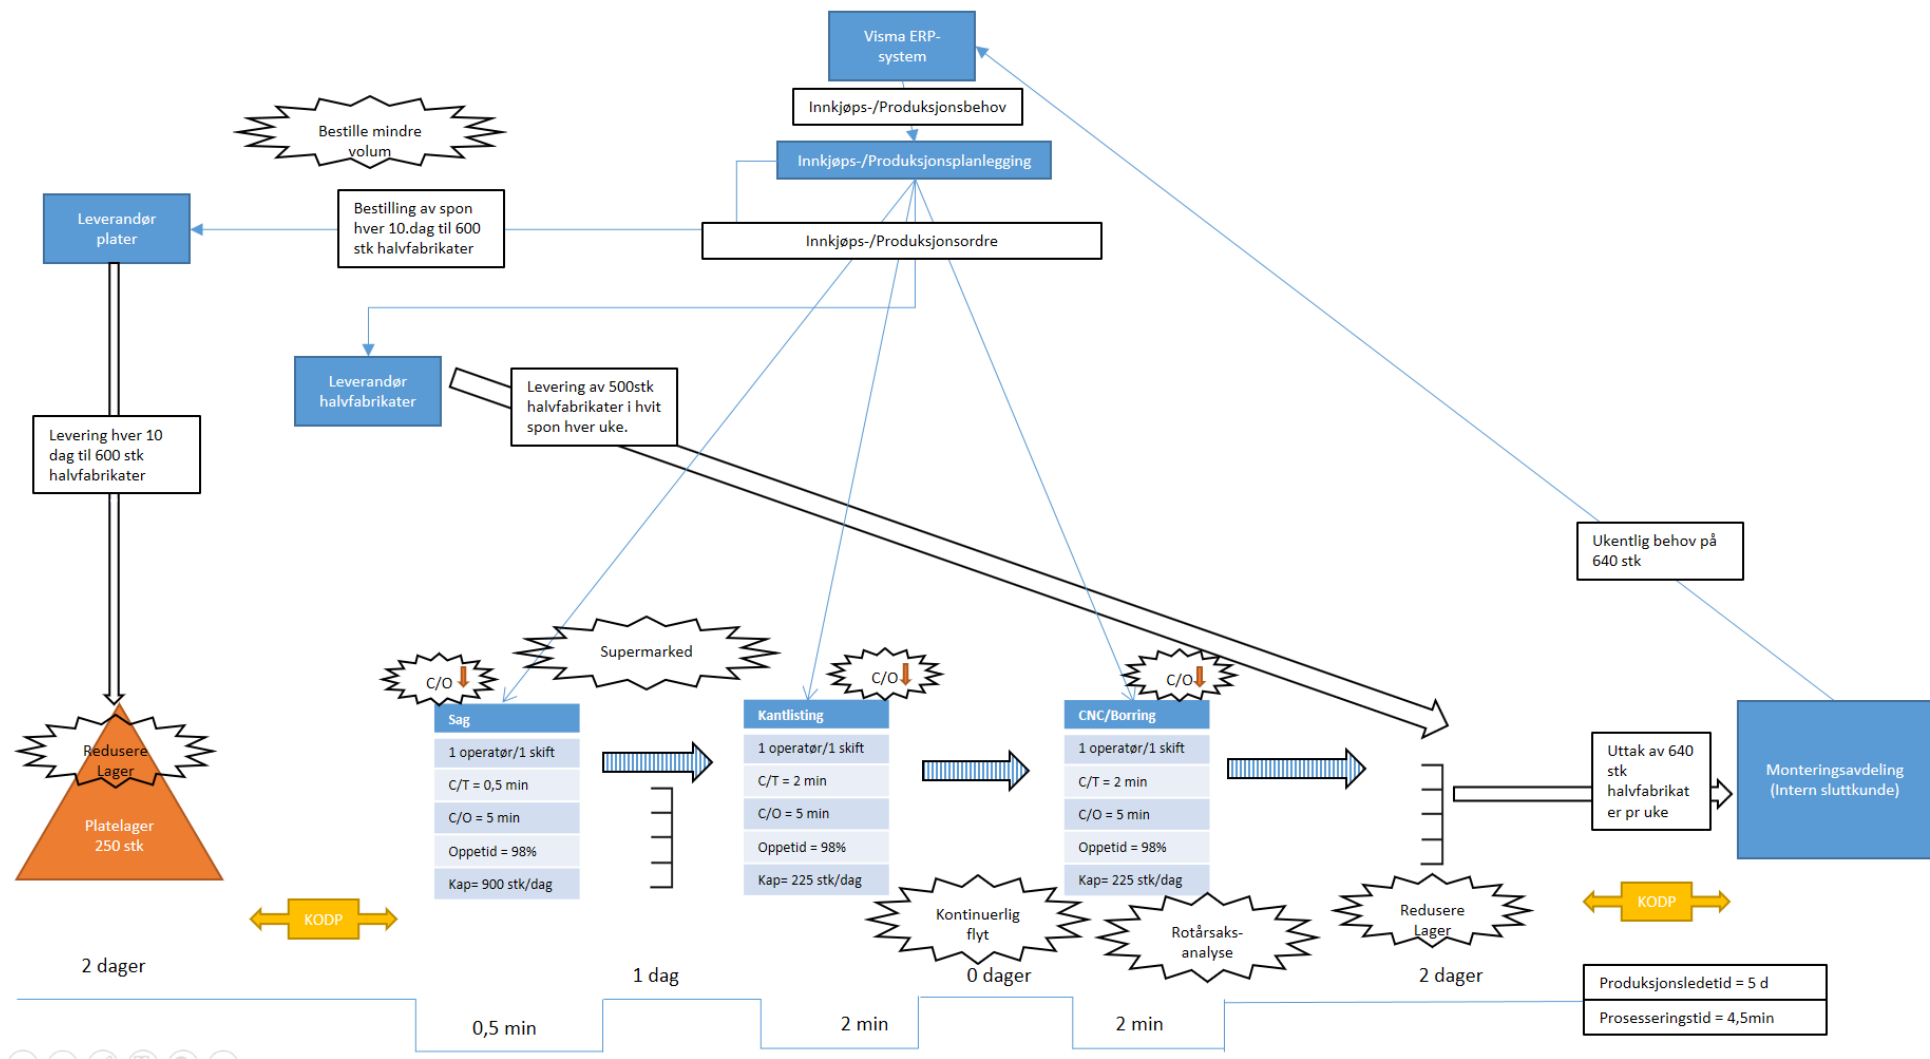 Visma ERP-
system
Innkjøps-/Produksjonsbehov
Bestille mindre
volum
Innkjøps-/Produksjonsplanlegging
Leverandør
plater
Bestilling av spon
hver 10.dag til 600
stk halvfabrikater
Innkjøps-/Produksjonsordre
Leverandør
halvfabrikater
Levering av 500stk
halvfabrikater i hvit
spon hver uke.
Levering hver 10
dag til 600 stk
halvfabrikater
Ukentlig behov på
640 stk
C/O
Supermarked
C/O
C/O
Redusere
Lager
Platelager
250 stk
Sag
1 operatør/1 skift
C/T = 0,5 min
C/O = 5 min
Oppetid = 98%
Kap= 900 stk/dag
Kantlisting
1 operatør/1 skift
C/T = 2 min
C/O = 5 min
Oppetid = 98%
Kap= 225 stk/dag
CNC/Borring
1 operatør/1 skift
C/T = 2 min
C/O = 5 min
Oppetid = 98%
Kap= 225 stk/dag
Uttak av 640
stk
halvfabrikat
er pr uke
Monteringsavdeling
(Intern sluttkunde)
KODP
Kontinuerlig
flyt
Rotårsaks-
analyse
Redusere
Lager
KODP
2 dager
1 dag
0 dager
2 dager
0,5 min
2 min
2 min
Produksjonsledetid = 5 d
Prosesseringstid = 4,5min